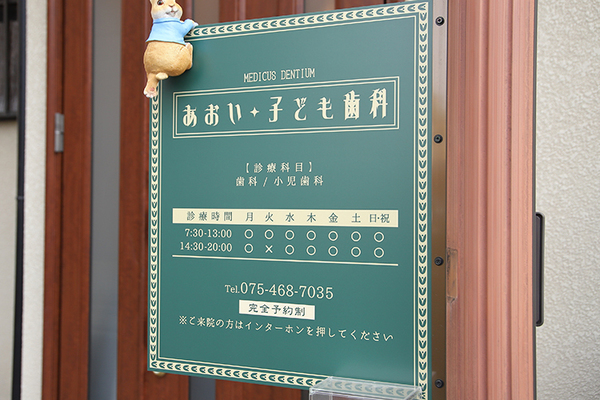 MEDICUS DENTIUM
あおい✦子ども歯科
【診療科目】
歯科 / 小児歯科
診療時間 月 火 水 木 金 土 日・祝
7:30-13:00 ○ ○ ○ ○ ○ ○ ○
14:30-20:00 ○ × ○ ○ ○ ○ ○
Tel.075-468-7035
完全予約制
※ご来院の方はインターホンを押してください